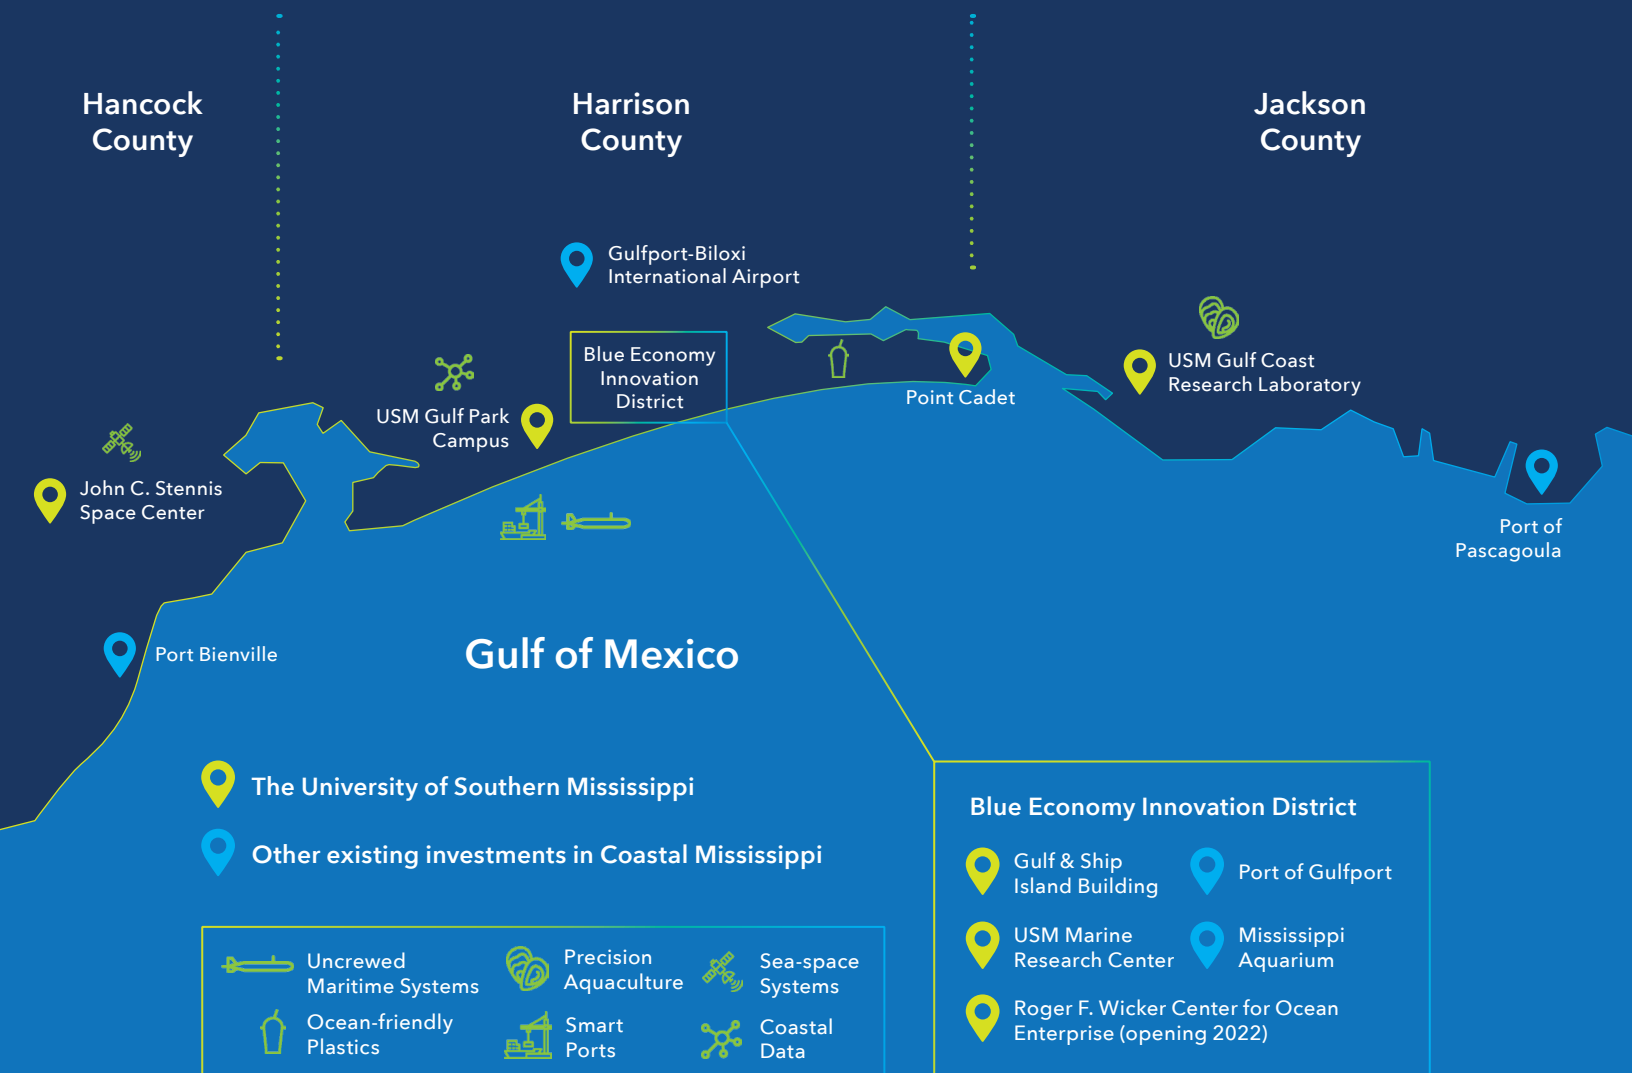 Hancock
County
Harrison
County
Jackson
County
Gulfport-Biloxi
International Airport
Blue Economy
Innovation
District
USM Gulf Park
Campus
Point Cadet
USM Gulf Coast
Research Laboratory
John C. Stennis
Space Center
Port of
Pascagoula
Port Bienville
Gulf of Mexico
The University of Southern Mississippi
Other existing investments in Coastal Mississippi
Uncrewed
Maritime Systems
Precision
Aquaculture
Sea-space
Systems
Ocean-friendly
Plastics
Smart
Ports
Coastal
Data
Blue Economy Innovation District
Gulf & Ship
Island Building
Port of Gulfport
USM Marine
Research Center
Mississippi
Aquarium
Roger F. Wicker Center for Ocean
Enterprise (opening 2022)